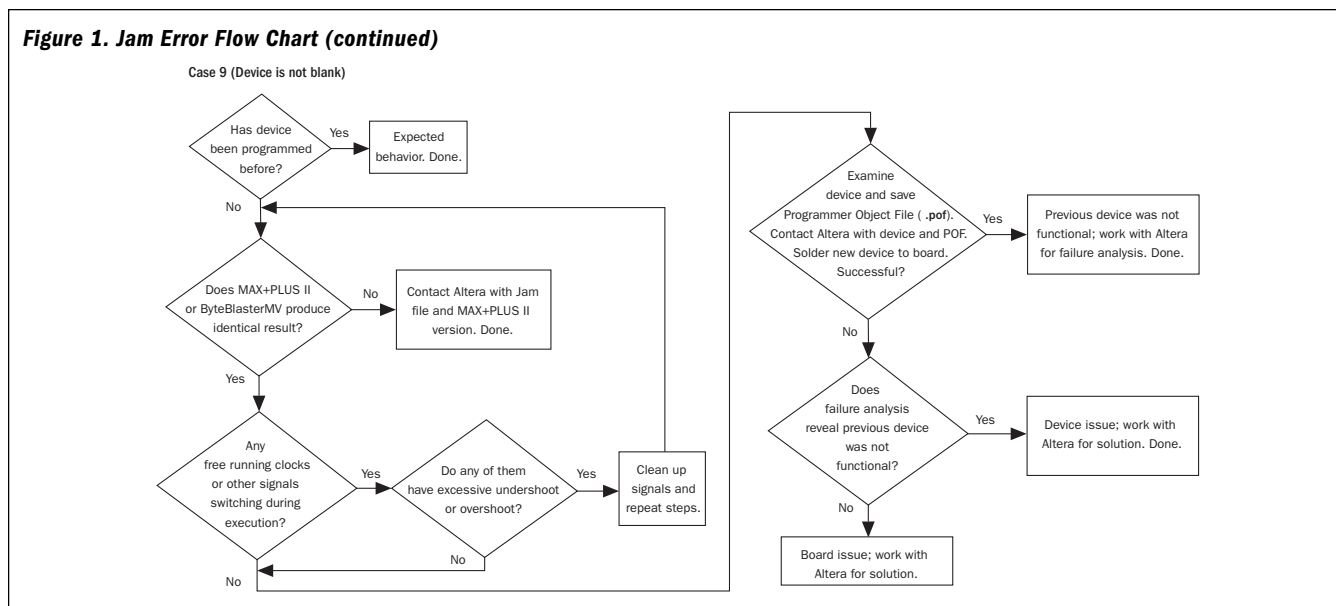 Figure 1. Jam Error Flow Chart (continued)
Case 9 (Device is not blank)
Has device
been programmed
before?
Yes
Expected
behavior. Done.
No
Does MAX+PLUS II
or ByteBlasterMV produce
identical result?
No
Contact Altera with Jam
file and MAX+PLUS II
version. Done.
Yes
Any
free running clocks
or other signals
switching during
execution?
Yes
Do any of them
have excessive undershoot
or overshoot?
Yes
Clean up
signals and
repeat steps.
No
No
Examine
device and save
Programmer Object File ( .pof).
Contact Altera with device and POF.
Solder new device to board.
Successful?
Yes
Previous device was not
functional; work with Altera
for failure analysis. Done.
No
Does
failure analysis
reveal previous device
was not
functional?
Yes
Device issue; work with
Altera for solution. Done.
No
Board issue; work with
Altera for solution.